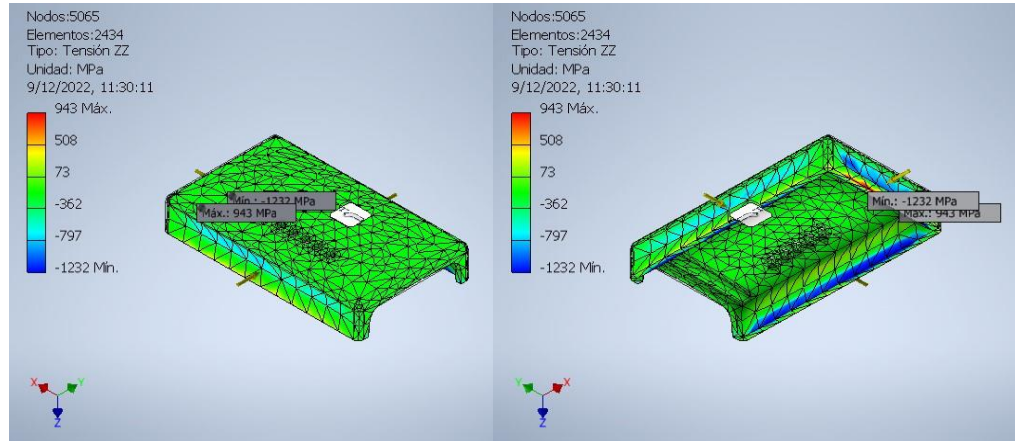 Nodos:5065
Elementos:2434
Tipo: Tensión ZZ
Unidad: MPa
9/12/2022, 11:30:11
943 Máx.
508
73
-362
-797
-1232 Mín.
Mín.: -1232 MPa
Máx.: 943 MPa
X
Y
Z
Nodos:5065
Elementos:2434
Tipo: Tensión ZZ
Unidad: MPa
9/12/2022, 11:30:11
943 Máx.
508
73
-362
-797
-1232 Mín.
Mín.: -1232 MPa
Máx.: 943 MPa
Y
X
Z